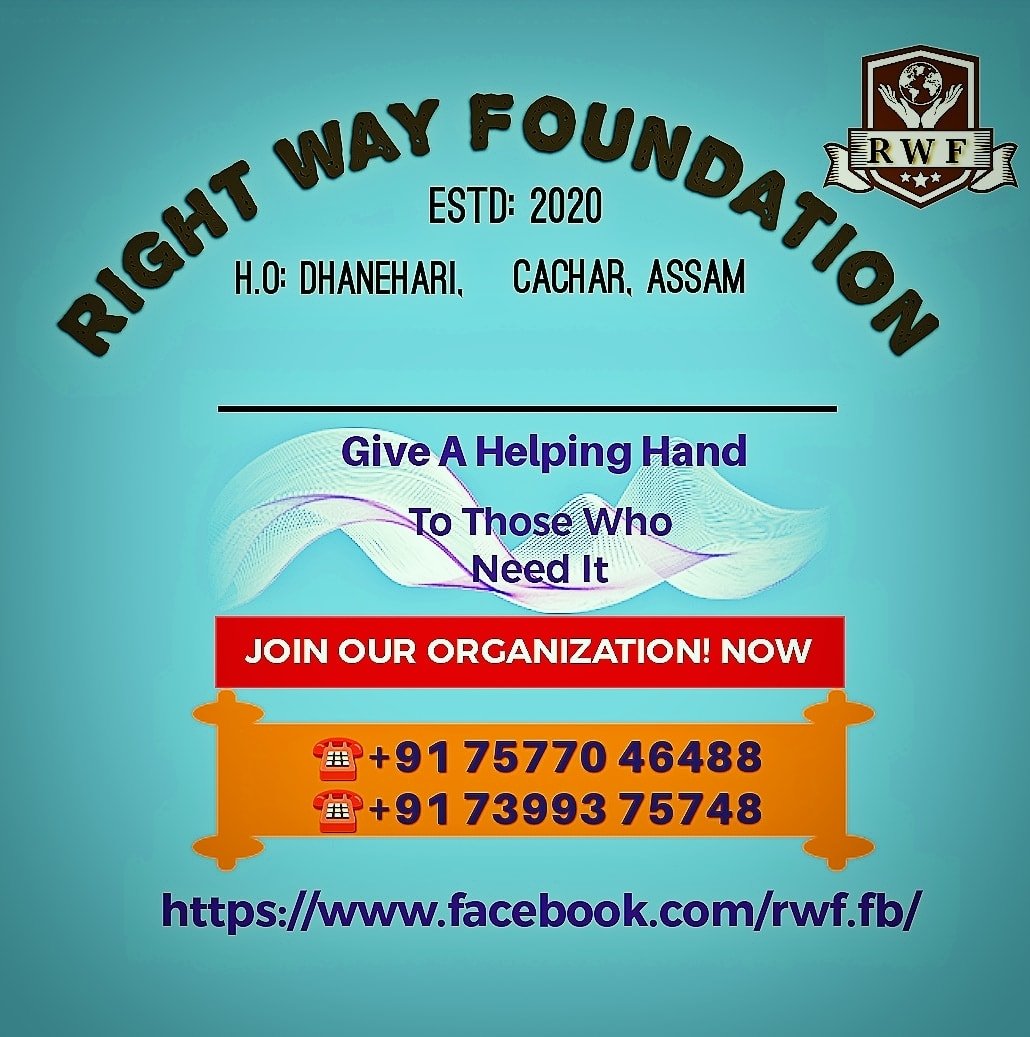 RIGHT WAY FOUNDATION
RWF
ESTD: 2020
H.O: DHANEHARI, CACHAR, ASSAM
Give A Helping Hand
To Those Who
Need It
JOIN OUR ORGANIZATION! NOW
☎+91 75770 46488
☎+91 73993 75748
https://www.facebook.com/rwf.fb/